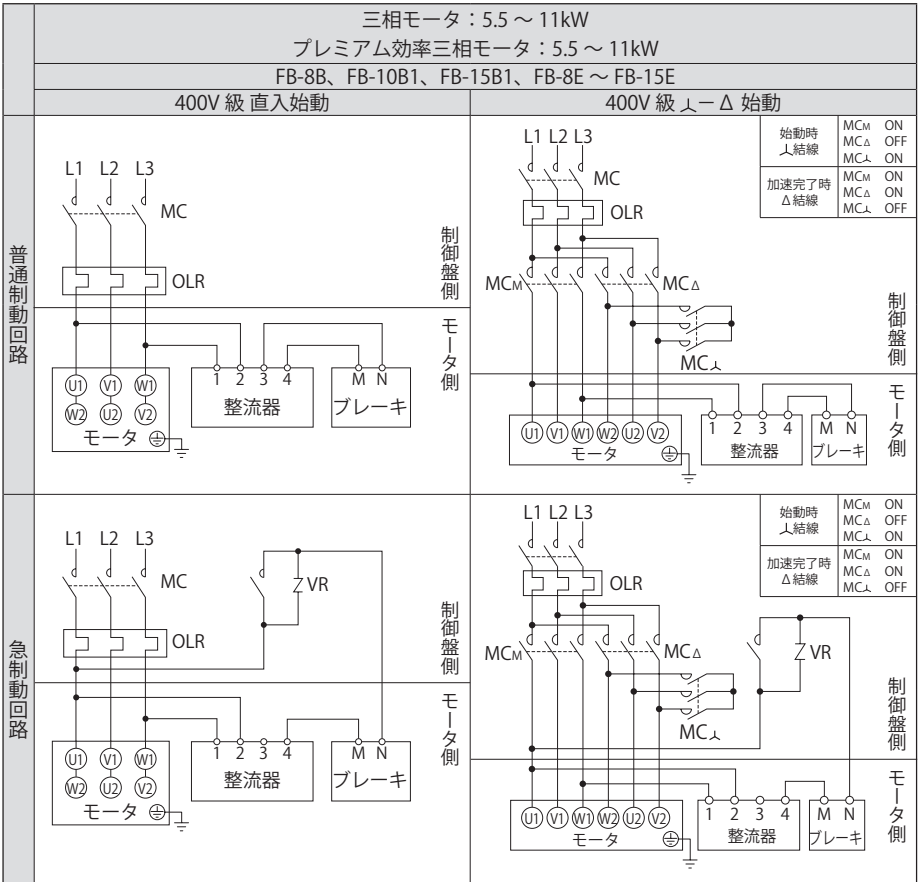 三相モータ：5.5 ～ 11kW
プレミアム効率三相モータ：5.5 ～ 11kW
FB-8B、FB-10B1、FB-15B1、FB-8E ～ FB-15E
400V 級 直入始動
400V 級 人－Δ 始動
普通制動回路
L1 L2 L3
MC
OLR
制御盤側
モータ側
U1 V1 W1
W2 U2 V2
モータ
1 2 3 4
整流器
M N
ブレーキ
L1 L2 L3
MC
OLR
始動時
人結線
MCM ON
MCΔ OFF
MC人 ON
加速完了時
Δ結線
MCM ON
MCΔ ON
MC人 OFF
MCM
MCΔ
MC人
制御盤側
モータ側
U1 V1 W1 W2 U2 V2
モータ
1 2 3 4
整流器
M N
ブレーキ
急制動回路
L1 L2 L3
MC
OLR
VR
制御盤側
モータ側
U1 V1 W1
W2 U2 V2
モータ
1 2 3 4
整流器
M N
ブレーキ
L1 L2 L3
OLR
始動時
人結線
MCM ON
MCΔ OFF
MC人 ON
加速完了時
Δ結線
MCM ON
MCΔ ON
MC人 OFF
MCM
MCΔ
VR
MC人
制御盤側
モータ側
U1 V1 W1 W2 U2 V2
モータ
1 2 3 4
整流器
M N
ブレーキ